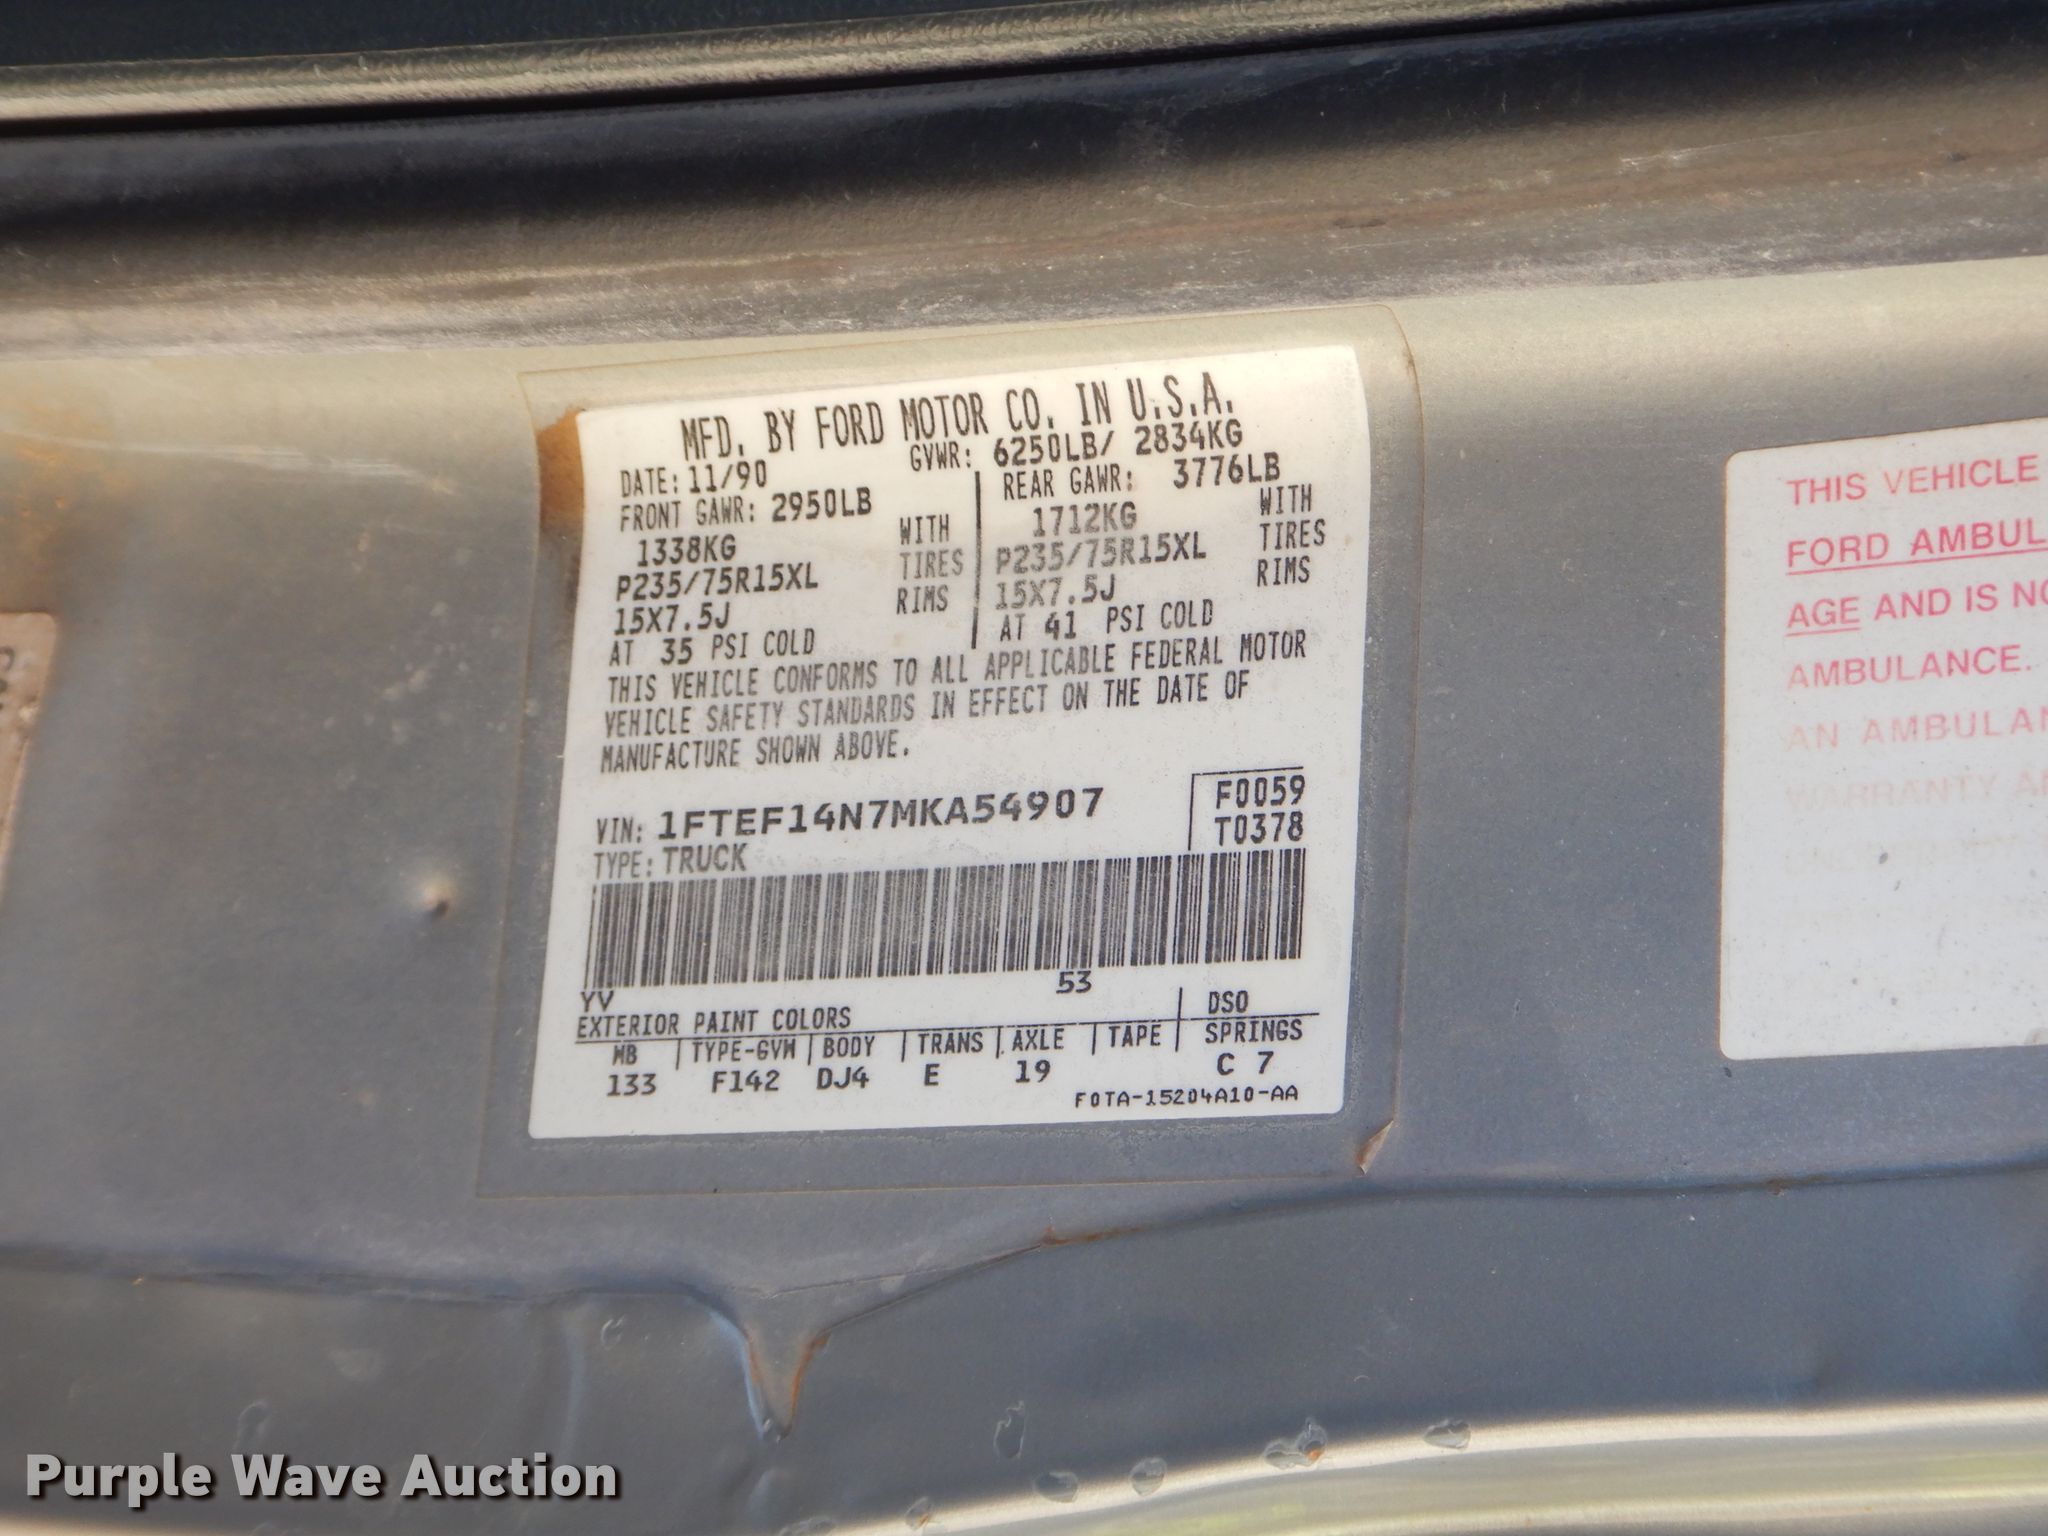 MFD. BY FORD MOTOR CO. IN U.S.A.
DATE: 11/90 GVWR: 6250LB/ 2834KG
FRONT GAWR: 2950LB REAR GAWR: 3776LB
1338KG WITH 1712KG WITH
P235/75R15XL TIRES P235/75R15XL TIRES
15X7.5J RIMS 15X7.5J RIMS
AT 35 PSI COLD AT 41 PSI COLD
THIS VEHICLE CONFORMS TO ALL APPLICABLE FEDERAL MOTOR
VEHICLE SAFETY STANDARDS IN EFFECT ON THE DATE OF
MANUFACTURE SHOWN ABOVE.
F0059
VIN: 1FTEF14N7MKA54907 T0378
TYPE: TRUCK
YV 53
EXTERIOR PAINT COLORS DSO
WB TYPE-GVW BODY TRANS AXLE TAPE SPRINGS
133 F142 DJ4 E 19 C 7
F0TA-15204A10-AA
THIS VEHICLE
FORD AMBUL
AGE AND IS NO
AMBULANCE.
AN AMBULAN
WARRANTY A
Purple Wave Auction